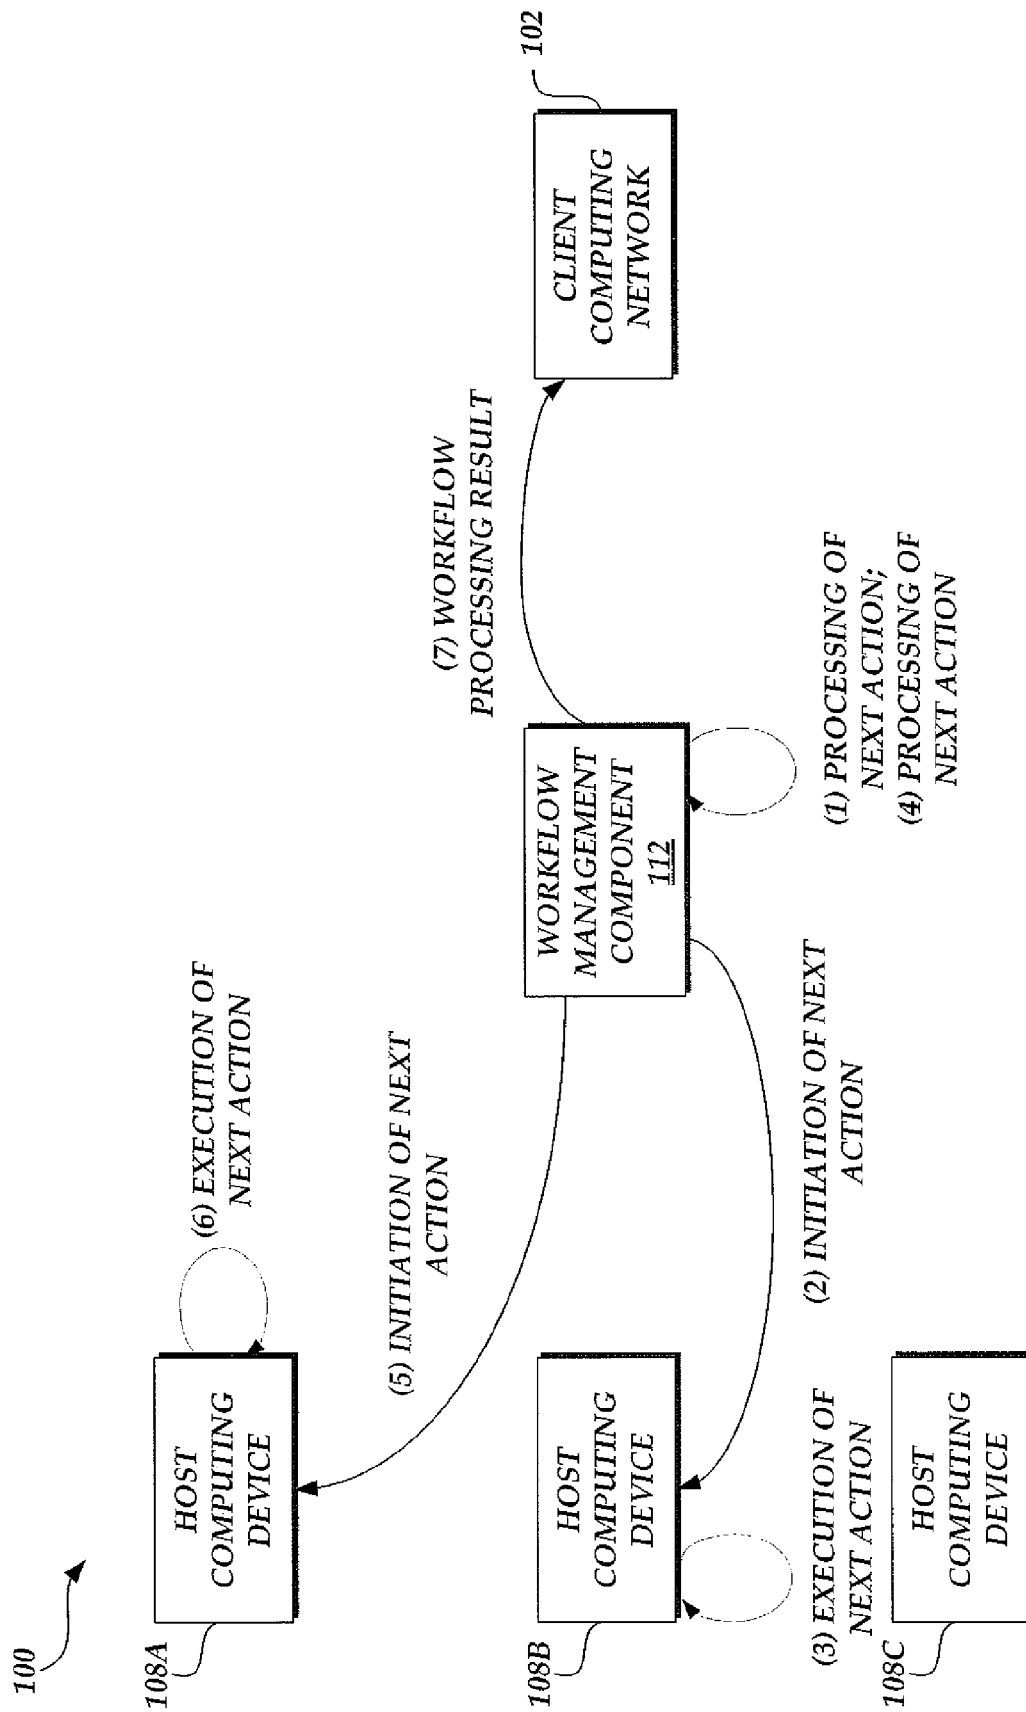 100
108A
HOST
COMPUTING
DEVICE
(6) EXECUTION OF
NEXT ACTION
(5) INITIATION OF NEXT
ACTION
108B
HOST
COMPUTING
DEVICE
(3) EXECUTION OF
NEXT ACTION
(2) INITIATION OF NEXT
ACTION
WORKFLOW
MANAGEMENT
COMPONENT
112
(1) PROCESSING OF
NEXT ACTION;
(4) PROCESSING OF
NEXT ACTION
(7) WORKFLOW
PROCESSING RESULT
CLIENT
COMPUTING
NETWORK
102
108C
HOST
COMPUTING
DEVICE